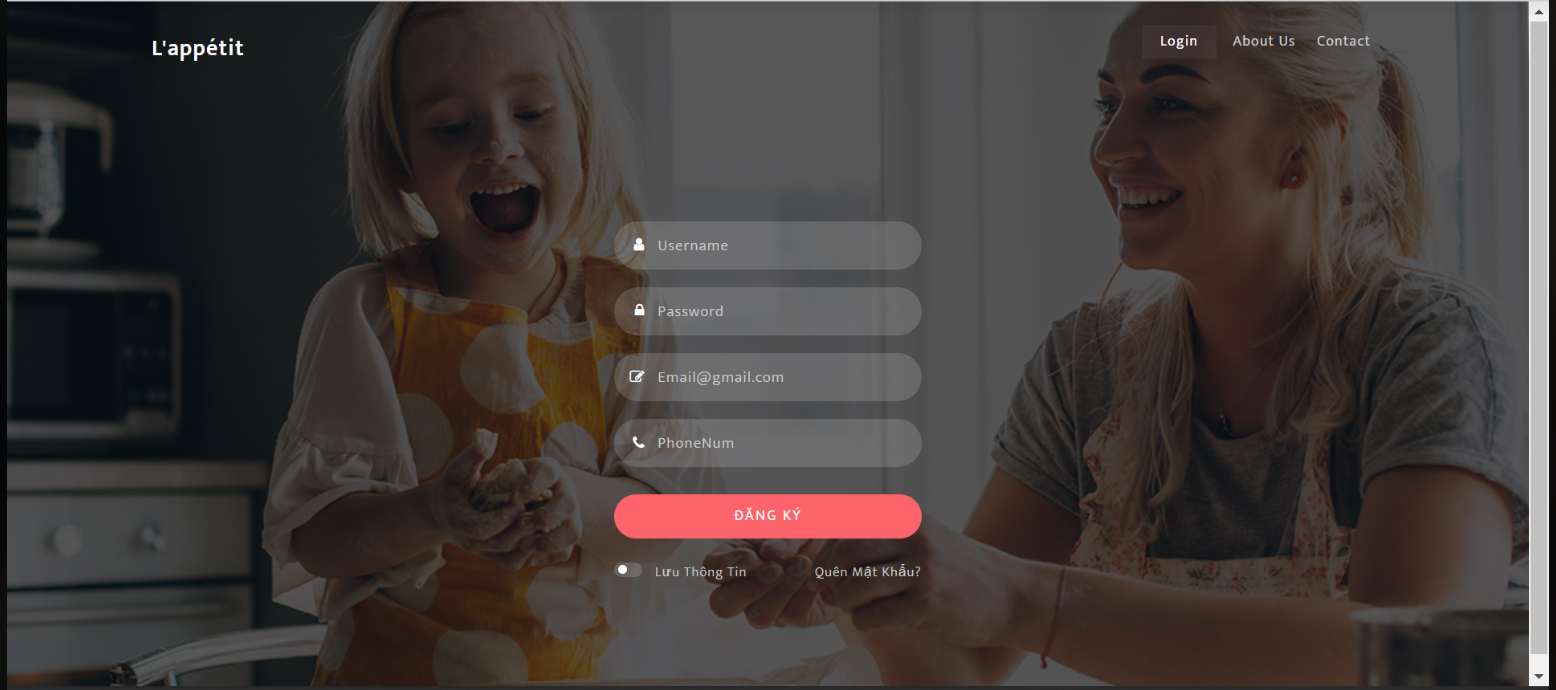 L'appétit
Login
About Us
Contact
Username
Password
Email@gmail.com
PhoneNum
ĐĂNG KÝ
Lưu Thông Tin
Quên Mật Khẩu?